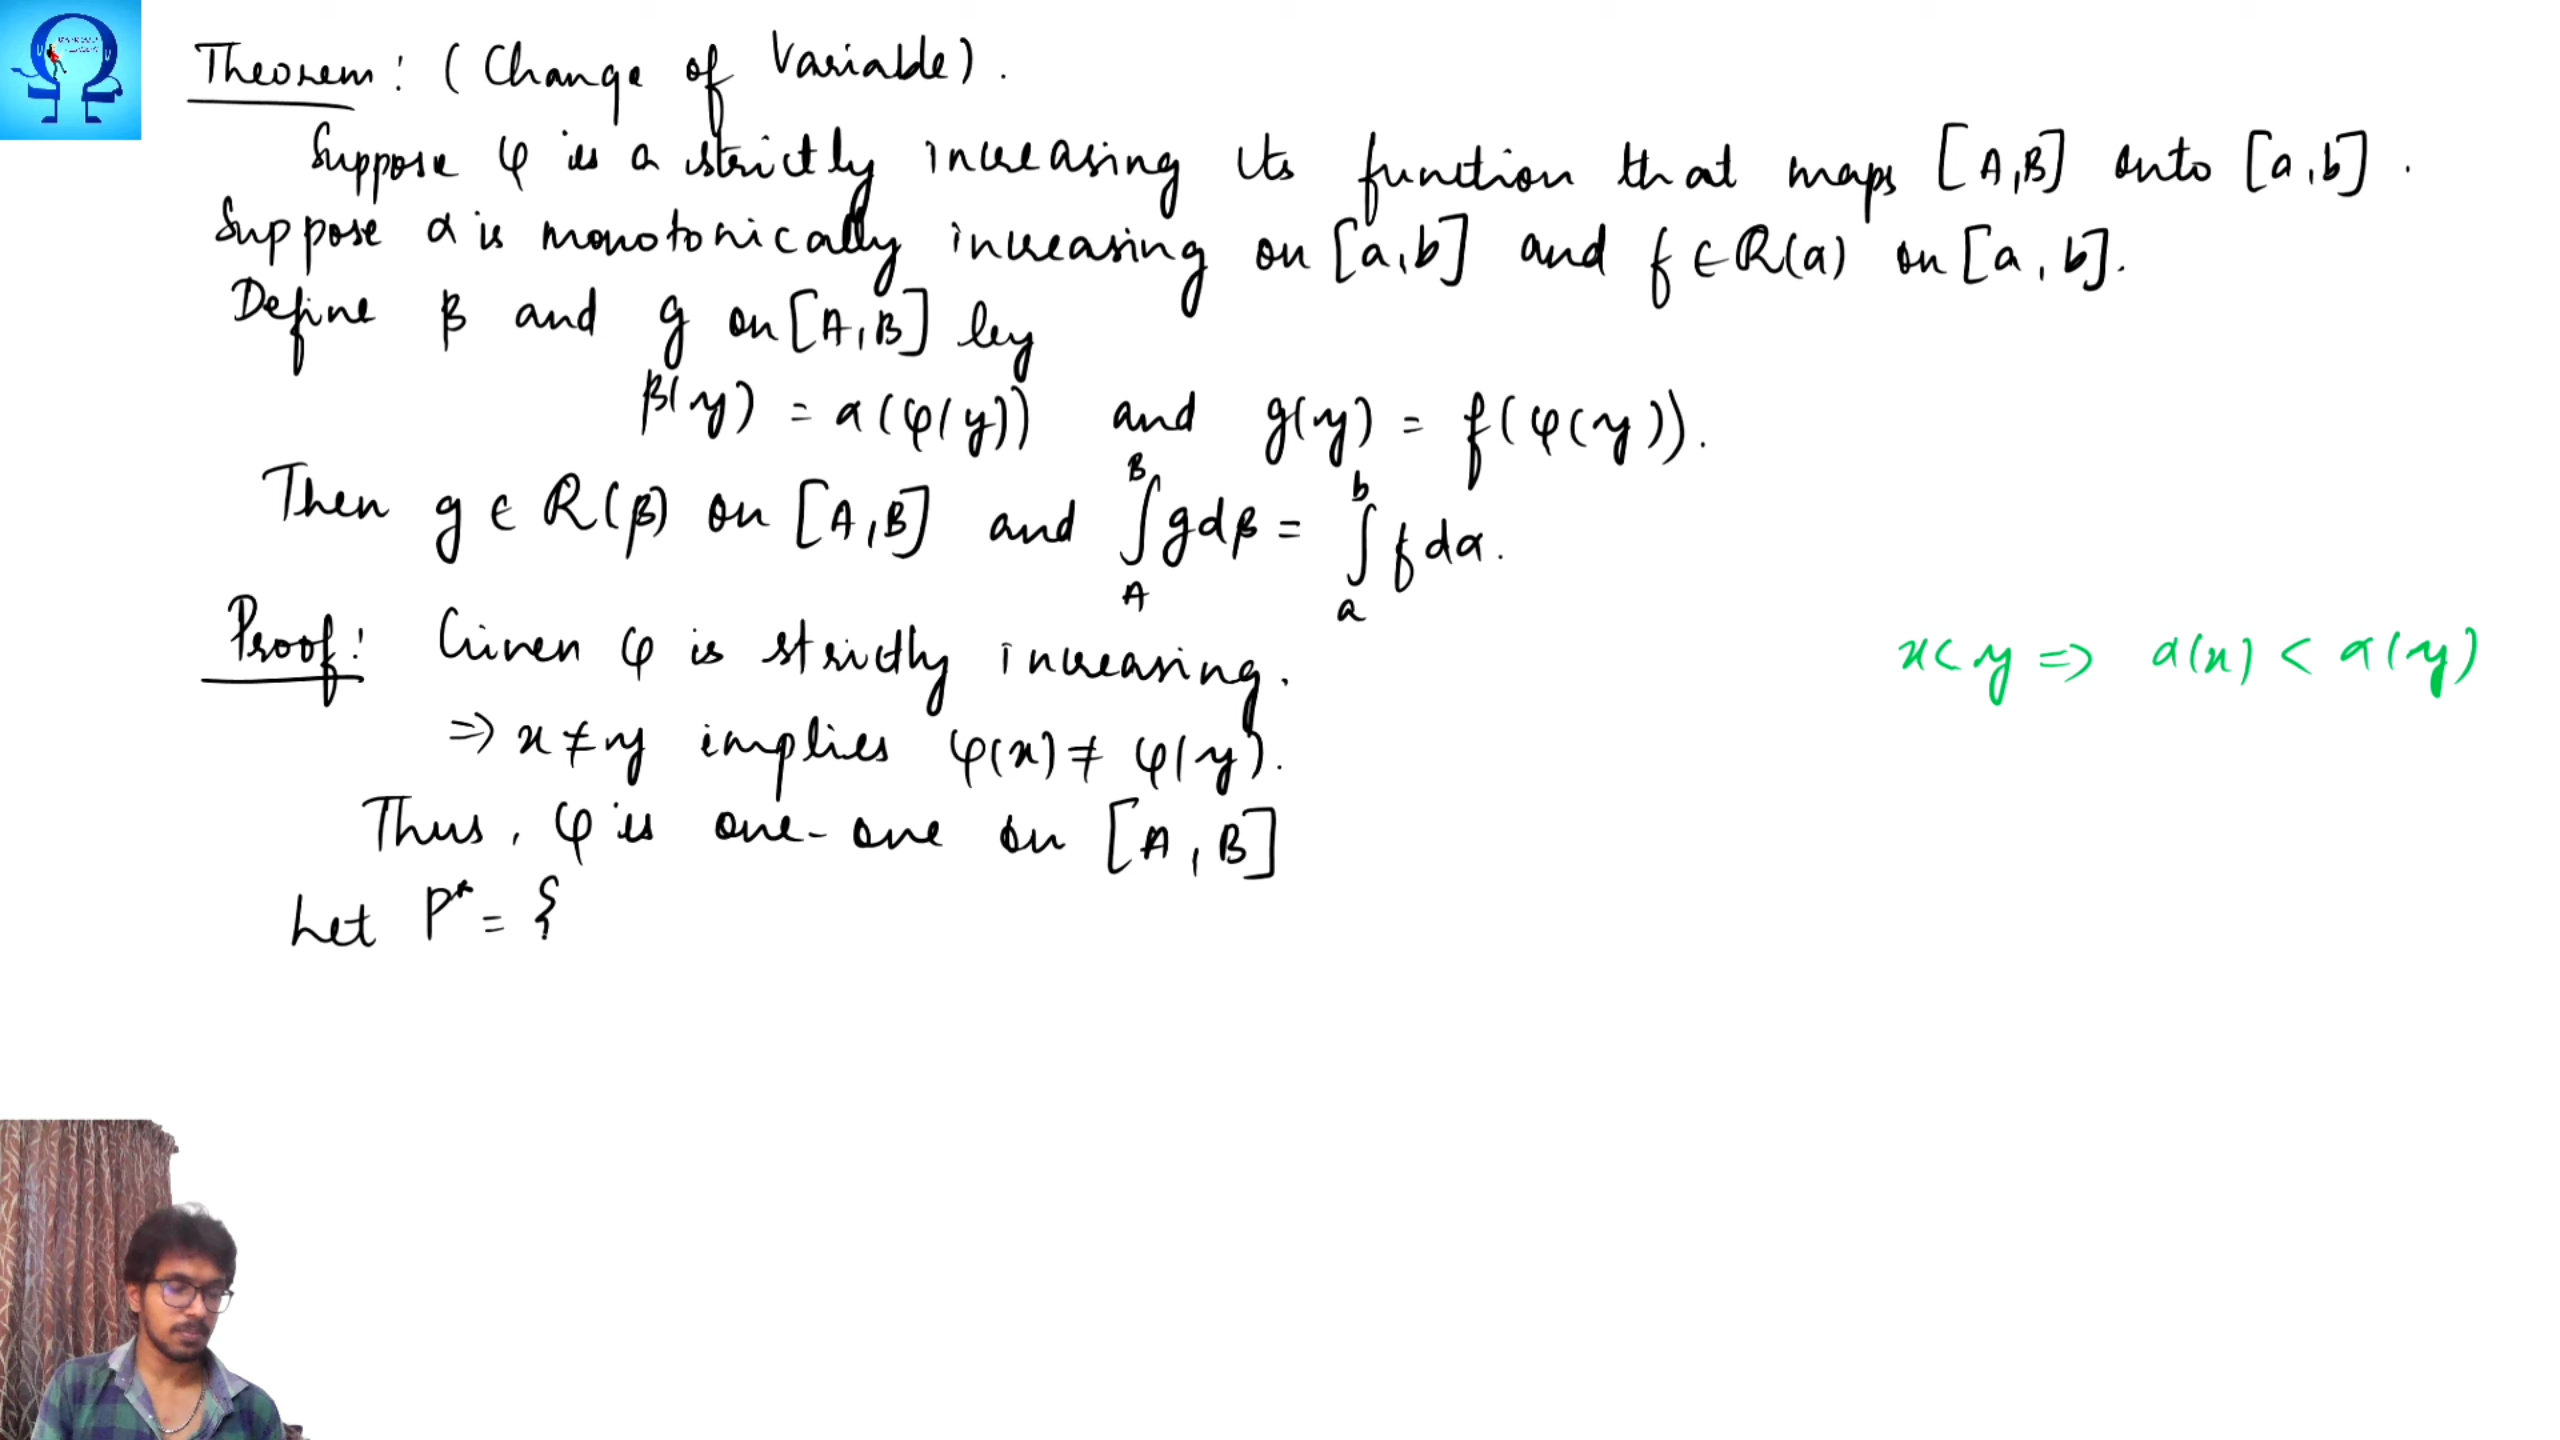 Theorem: (Change of Variable).
Suppose φ is a strictly increasing cts function that maps [A,B] onto [a,b].
Suppose α is monotonically increasing on [a,b] and f ∈ R(α) on [a,b].
Define β and g on [A,B] by
β(y) = α(φ(y)) and g(y) = f(φ(y)).
Then g ∈ R(β) on [A,B] and ∫_A^B g dβ = ∫_a^b f dα.
Proof: Given φ is strictly increasing.
x < y ⇒ α(x) < α(y)
⇒ x ≠ y implies φ(x) ≠ φ(y).
Thus, φ is one-one on [A,B]
Let P* = {